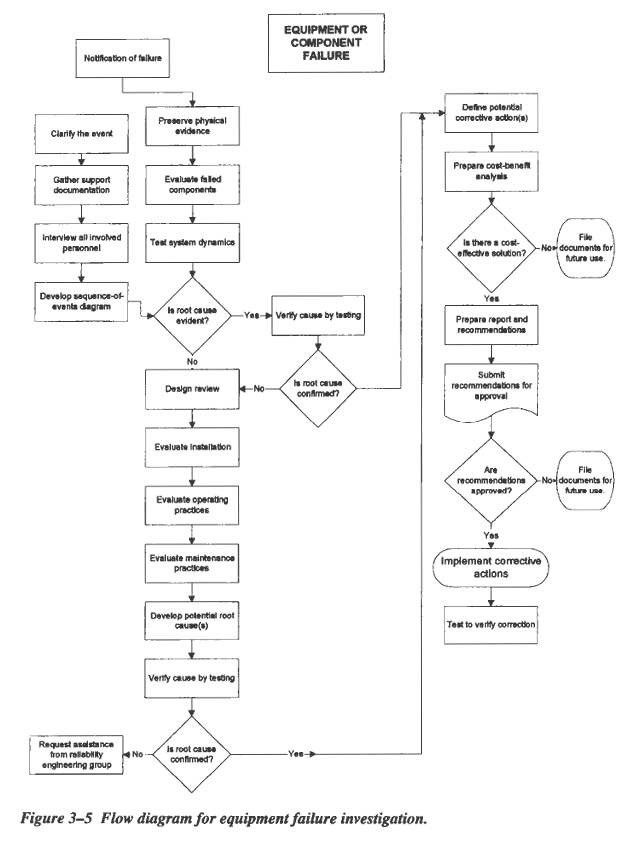 EQUIPMENT OR
COMPONENT
FAILURE
Notification of failure
Preserve physical
evidence
Clarify the event
Gather support
documentation
Evaluate failed
components
Interview all involved
personnel
Test system dynamics
Develop sequence-of-
events diagram
Is root cause
evident?
Yes
Verify cause by testing
No
Is root cause
confirmed?
No
Design review
Evaluate Installation
Evaluate operating
practices
Evaluate maintenance
practices
Develop potential root
cause(s)
Verify cause by testing
Is root cause
confirmed?
No
Request assistance
from reliability
engineering group
Yes
Define potential
corrective action(s)
Prepare cost-benefit
analysis
Is there a cost-
effective solution?
No
File
documents for
future use.
Yes
Prepare report and
recommendations
Submit
recommendations for
approval
Are
recommendations
approved?
No
File
documents for
future use.
Yes
Implement corrective
actions
Test to verify correction
Figure 3–5 Flow diagram for equipment failure investigation.